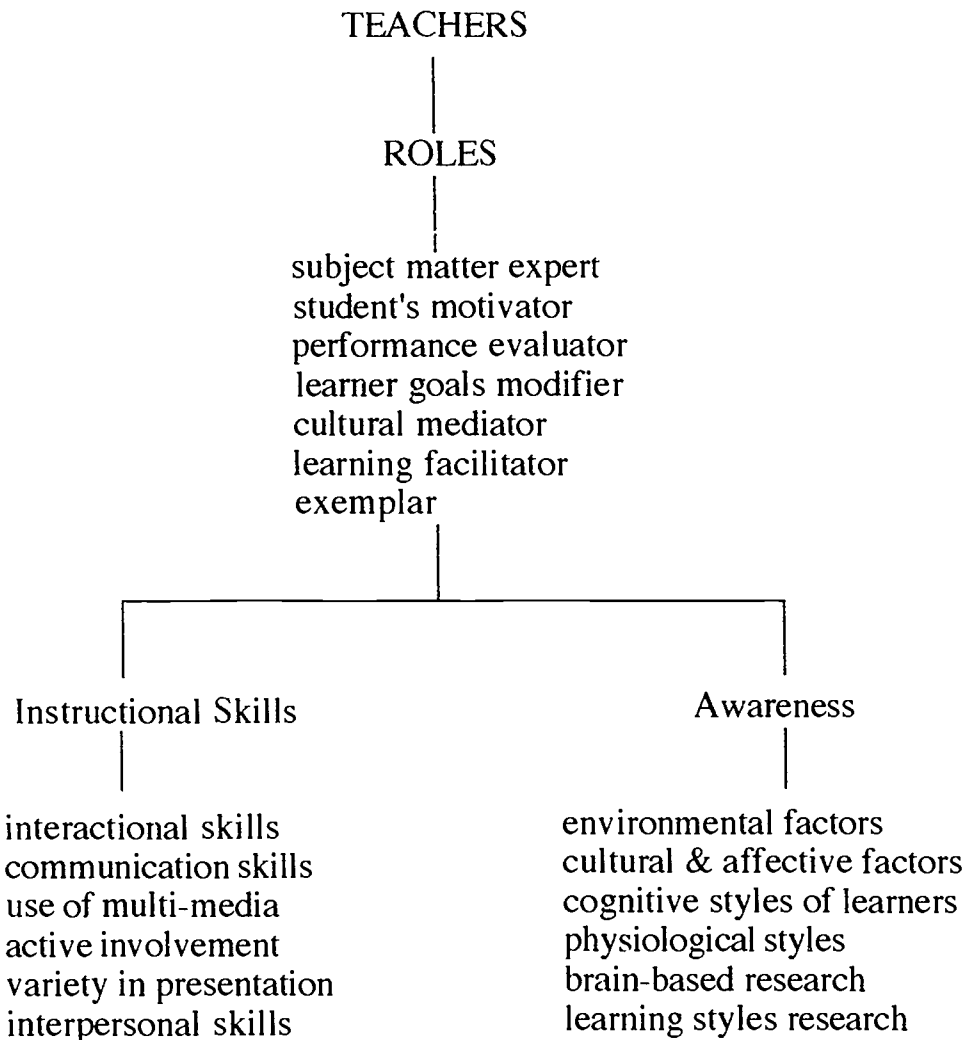 TEACHERS
ROLES
subject matter expert
student's motivator
performance evaluator
learner goals modifier
cultural mediator
learning facilitator
exemplar
Instructional Skills
interactional skills
communication skills
use of multi-media
active involvement
variety in presentation
interpersonal skills
Awareness
environmental factors
cultural & affective factors
cognitive styles of learners
physiological styles
brain-based research
learning styles research